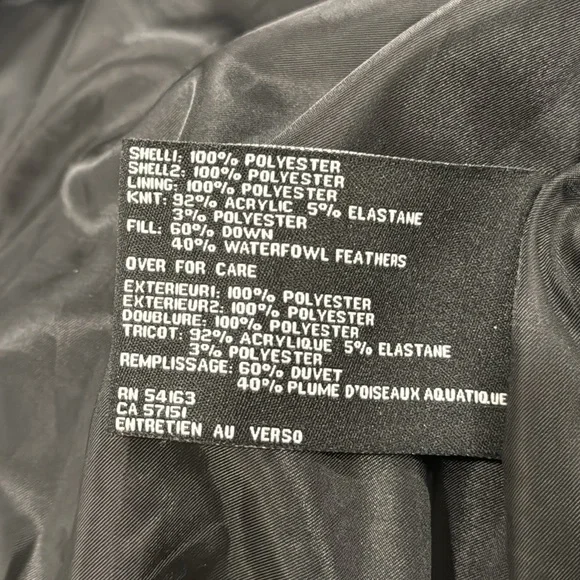 SHELL1: 100% POLYESTER
SHELL2: 100% POLYESTER
LINING: 100% POLYESTER
KNIT: 92% ACRYLIC 5% ELASTANE
3% POLYESTER
FILL: 60% DOWN
40% WATERFOWL FEATHERS
OVER FOR CARE
EXTERIEUR1: 100% POLYESTER
EXTERIEUR2: 100% POLYESTER
DOUBLURE: 100% POLYESTER
TRICOT: 92% ACRYLIQUE 5% ELASTANE
3% POLYESTER
REMPLISSAGE: 60% DUVET
40% PLUME D'OISEAUX AQUATIQUE
RN 54163
CA 57151
ENTRETIEN AU VERSO